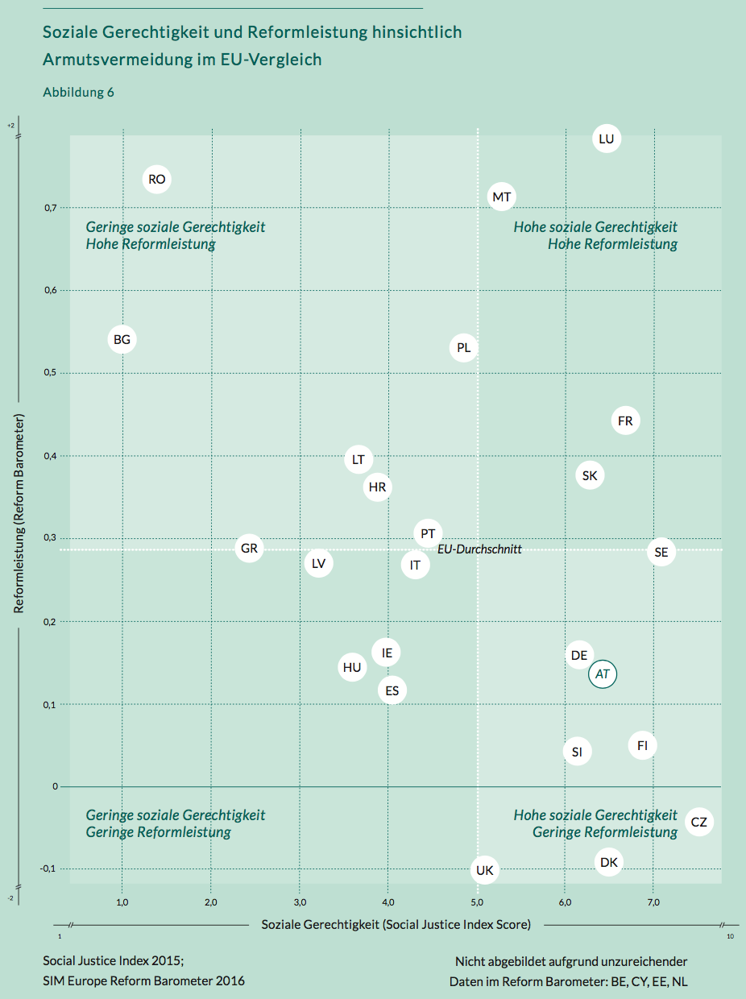 Soziale Gerechtigkeit und Reformleistung hinsichtlich
Armutsvermeidung im EU-Vergleich
Abbildung 6
+2
LU
RO
MT
0,7
Geringe soziale Gerechtigkeit
Hohe Reformleistung
Hohe soziale Gerechtigkeit
Hohe Reformleistung
0,6
BG
PL
0,5
FR
Reformleistung (Reform Barometer)
0,4
LT
SK
HR
0,3
PT
GR
EU-Durchschnitt
SE
LV
IT
0,2
IE
DE
HU
AT
ES
0,1
SI
FI
0
Geringe soziale Gerechtigkeit
Geringe Reformleistung
Hohe soziale Gerechtigkeit
Geringe Reformleistung
CZ
DK
UK
-0,1
-2
1,0 2,0 3,0 4,0 5,0 6,0 7,0
Soziale Gerechtigkeit (Social Justice Index Score)
1
10
Social Justice Index 2015;
SIM Europe Reform Barometer 2016
Nicht abgebildet aufgrund unzureichender
Daten im Reform Barometer: BE, CY, EE, NL